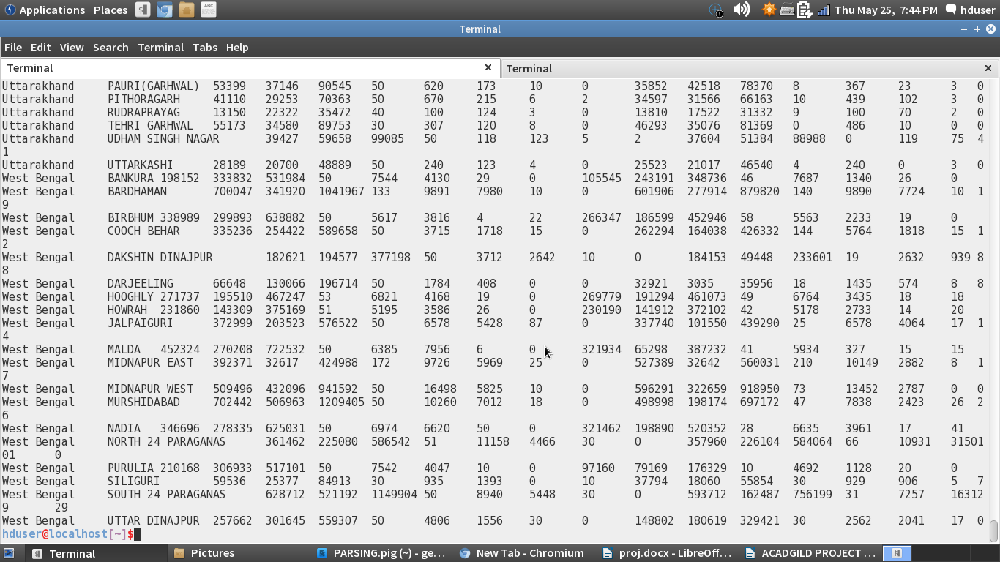 Applications Places Thu May 25, 7:44 PM hduser
Terminal
File Edit View Search Terminal Tabs Help
Terminal Terminal
Uttarakhand PAURI(GARHWAL) 53399 37146 90545 50 620 173 10 0 35852 42518 78370 8 367 23 3 0
Uttarakhand PITHORAGARH 41110 29253 70363 50 670 215 6 2 34597 31566 66163 10 439 102 3 0
Uttarakhand RUDRAPRAYAG 13150 22322 35472 40 100 124 3 0 13810 17522 31332 9 100 70 2 0
Uttarakhand TEHRI GARHWAL 55173 34580 89753 30 307 120 8 0 46293 35076 81369 0 486 10 0 0
Uttarakhand UDHAM SINGH NAGAR 39427 59658 99085 50 118 123 5 2 37604 51384 88988 0 119 75 4
1
Uttarakhand UTTARKASHI 28189 20700 48889 50 240 123 4 0 25523 21017 46540 4 240 0 3 0
West Bengal BANKURA 198152 333832 531984 50 7544 4130 29 0 105545 243191 348736 46 7687 1340 26 0
West Bengal BARDHAMAN 700047 341920 1041967 133 9891 7980 10 0 601906 277914 879820 140 9890 7724 10 1
9
West Bengal BIRBHUM 338989 299893 638882 50 5617 3816 4 22 266347 186599 452946 58 5563 2233 19 0
West Bengal COOCH BEHAR 335236 254422 589658 50 3715 1718 15 0 262294 164038 426332 144 5764 1818 15 1
2
West Bengal DAKSHIN DINAJPUR 182621 194577 377198 50 3712 2642 10 0 184153 49448 233601 19 2632 939 8
8
West Bengal DARJEELING 66648 130066 196714 50 1784 408 0 0 32921 3035 35956 18 1435 574 8 8
West Bengal HOOGHLY 271737 195510 467247 53 6821 4168 19 0 269779 191294 461073 49 6764 3435 18 18
West Bengal HOWRAH 231860 143309 375169 51 5195 3586 26 0 230190 141912 372102 42 5178 2733 14 20
West Bengal JALPAIGURI 372999 203523 576522 50 6578 5428 87 0 337740 101550 439290 25 6578 4064 17 1
4
West Bengal MALDA 452324 270208 722532 50 6385 7956 6 0 321934 65298 387232 41 5934 327 15 15
West Bengal MIDNAPUR EAST 392371 32617 424988 172 9726 5969 25 0 527389 32642 560031 210 10149 2882 8 1
7
West Bengal MIDNAPUR WEST 509496 432096 941592 50 16498 5825 10 0 596291 322659 918950 73 13452 2787 0 0
West Bengal MURSHIDABAD 702442 506963 1209405 50 10260 7012 18 0 498998 198174 697172 47 7838 2423 26 2
6
West Bengal NADIA 346696 278335 625031 50 6974 6620 50 0 321462 198890 520352 28 6635 3961 17 41
West Bengal NORTH 24 PARAGANAS 361462 225080 586542 51 11158 4466 30 0 357960 226104 584064 66 10931 31501
01 0
West Bengal PURULIA 210168 306933 517101 50 7542 4047 10 0 97160 79169 176329 10 4692 1128 20 0
West Bengal SILIGURI 59536 25377 84913 30 935 1393 0 10 37794 18060 55854 30 929 906 5 7
West Bengal SOUTH 24 PARAGANAS 628712 521192 1149904 50 8940 5448 30 0 593712 162487 756199 31 7257 16312
9 29
West Bengal UTTAR DINAJPUR 257662 301645 559307 50 4806 1556 30 0 148802 180619 329421 30 2562 2041 17 0
hduser@localhost[~]$
Terminal Pictures PARSING.pig (~) - ge... New Tab - Chromium proj.docx - LibreOff... ACADGILD PROJECT ...